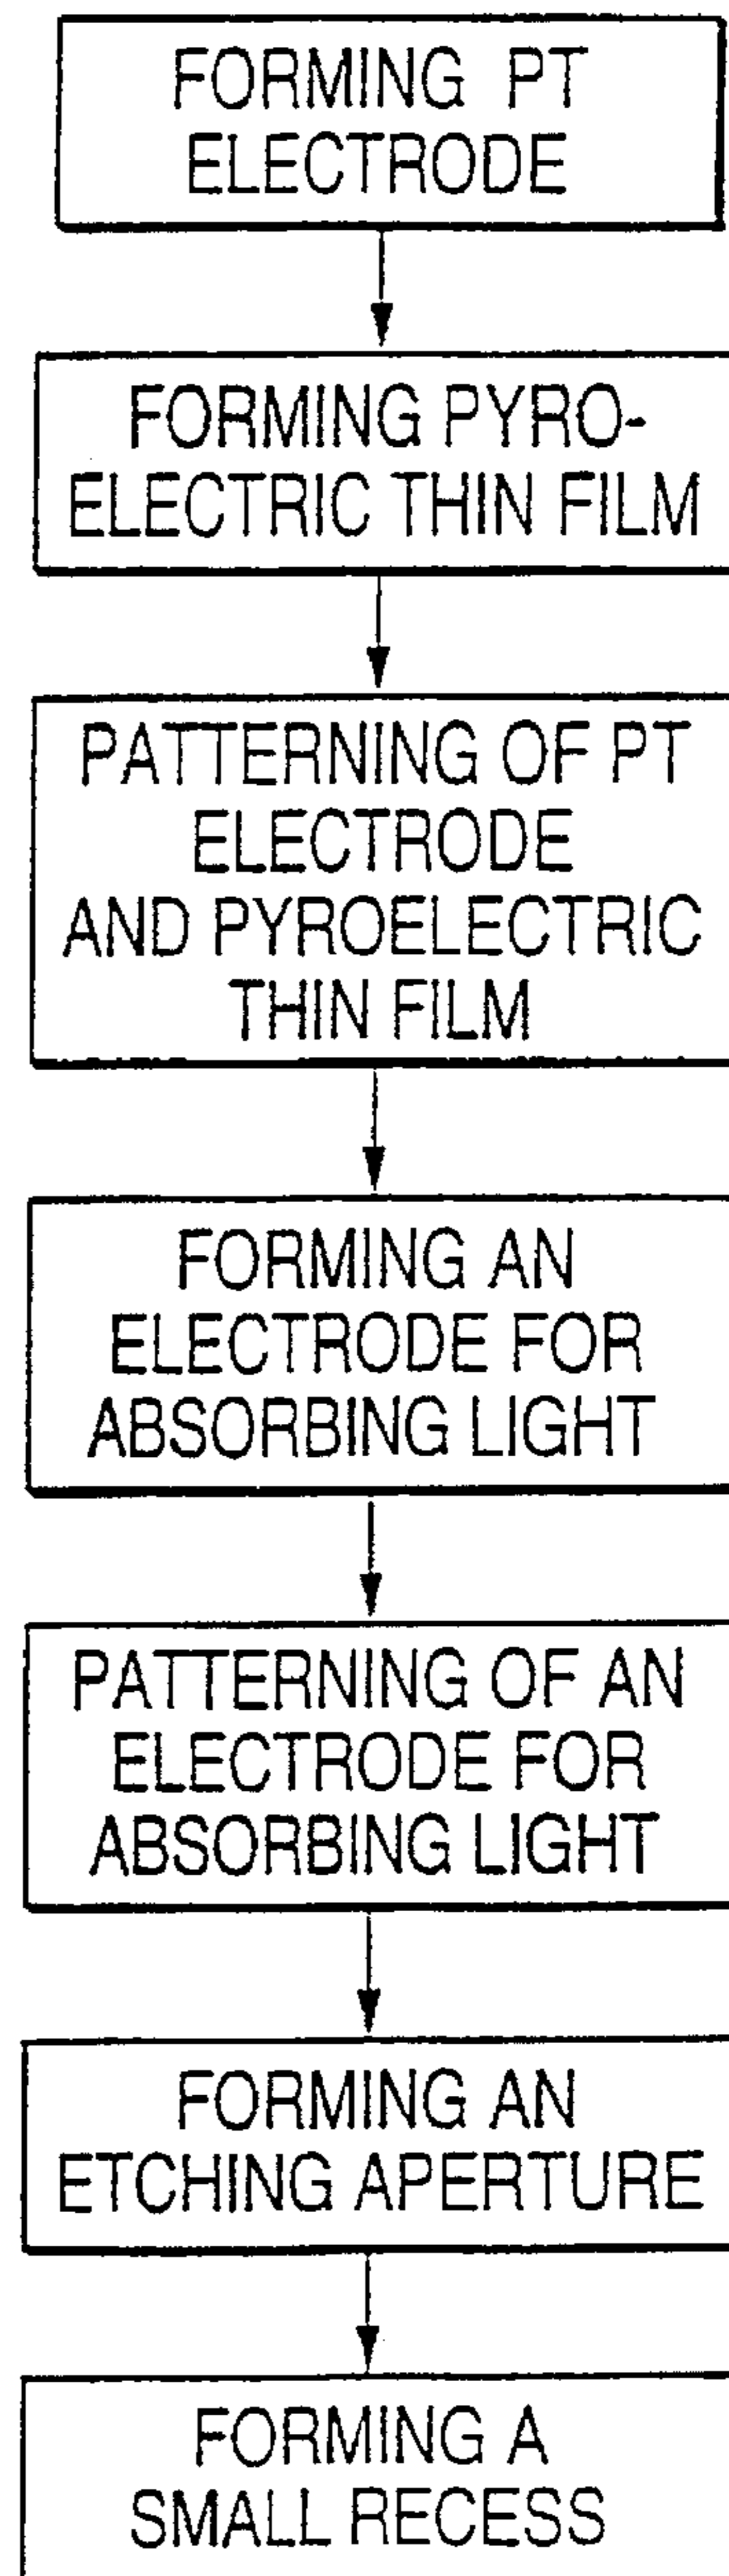 FORMING PT
ELECTRODE
FORMING PYRO-
ELECTRIC THIN FILM
PATTERNING OF PT
ELECTRODE
AND PYROELECTRIC
THIN FILM
FORMING AN
ELECTRODE FOR
ABSORBING LIGHT
PATTERNING OF AN
ELECTRODE FOR
ABSORBING LIGHT
FORMING AN
ETCHING APERTURE
FORMING A
SMALL RECESS